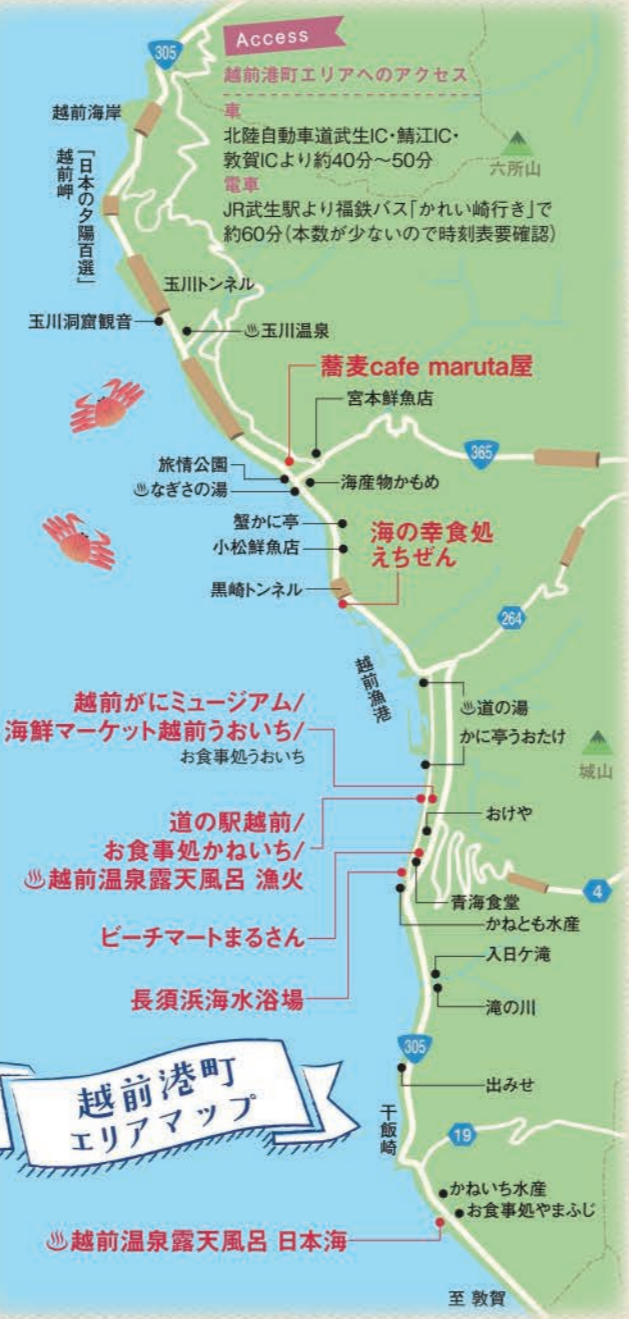 305
Access
越前港町エリアへのアクセス
車
北陸自動車道武生IC・鯖江IC・
敦賀ICより約40分〜50分
電車
JR武生駅より福鉄バス「かれい崎行き」で
約60分(本数が少ないので時刻表要確認)
六所山
越前海岸
「日本の夕陽百選」
越前岬
玉川トンネル
玉川洞窟観音
♨玉川温泉
蕎麦cafe maruta屋
宮本鮮魚店
365
旅情公園
♨なぎさの湯
海産物かもめ
蟹かに亭
小松鮮魚店
海の幸食処
えちぜん
黒崎トンネル
264
越前漁港
♨道の湯
かに亭うおたけ
城山
越前がにミュージアム/
海鮮マーケット越前うおいち/
お食事処うおいち
道の駅越前/
お食事処かねいち/
♨越前温泉露天風呂 漁火
おけや
4
青海食堂
かねとも水産
ビーチマートまるさん
入日ケ滝
長須浜海水浴場
滝の川
305
越前港町
エリアマップ
出みせ
干飯崎
19
かねいち水産
お食事処やまふじ
♨越前温泉露天風呂 日本海
至 敦賀